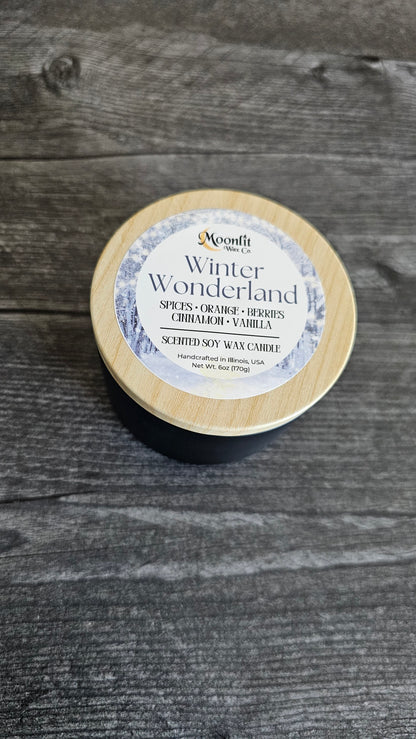 Moonlit
Wax Co
Winter
Wonderland
SPICES • ORANGE • BERRIES
CINNAMON • VANILLA
SCENTED SOY WAX CANDLE
Handcrafted in Illinois, USA
Net Wt. 6oz (170g)